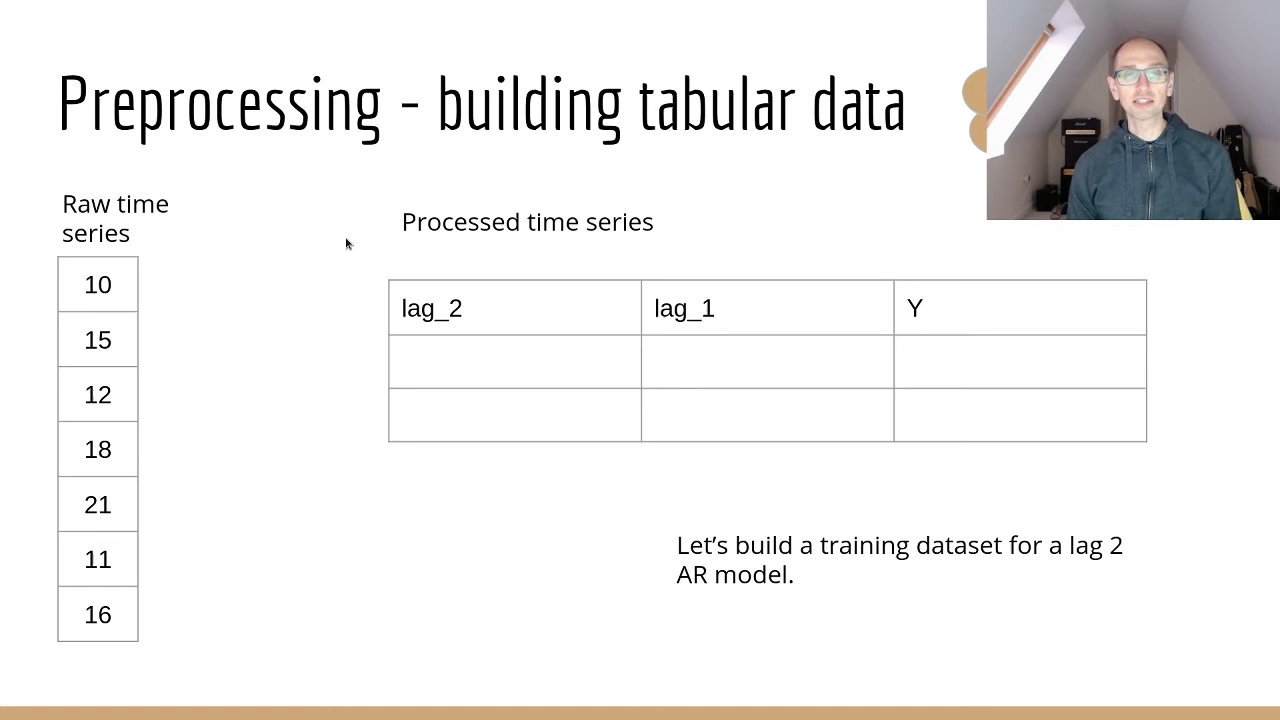 Preprocessing - building tabular data
Raw time
series
10
15
12
18
21
11
16
Processed time series
lag_2 lag_1 Y
Let's build a training dataset for a lag 2
AR model.